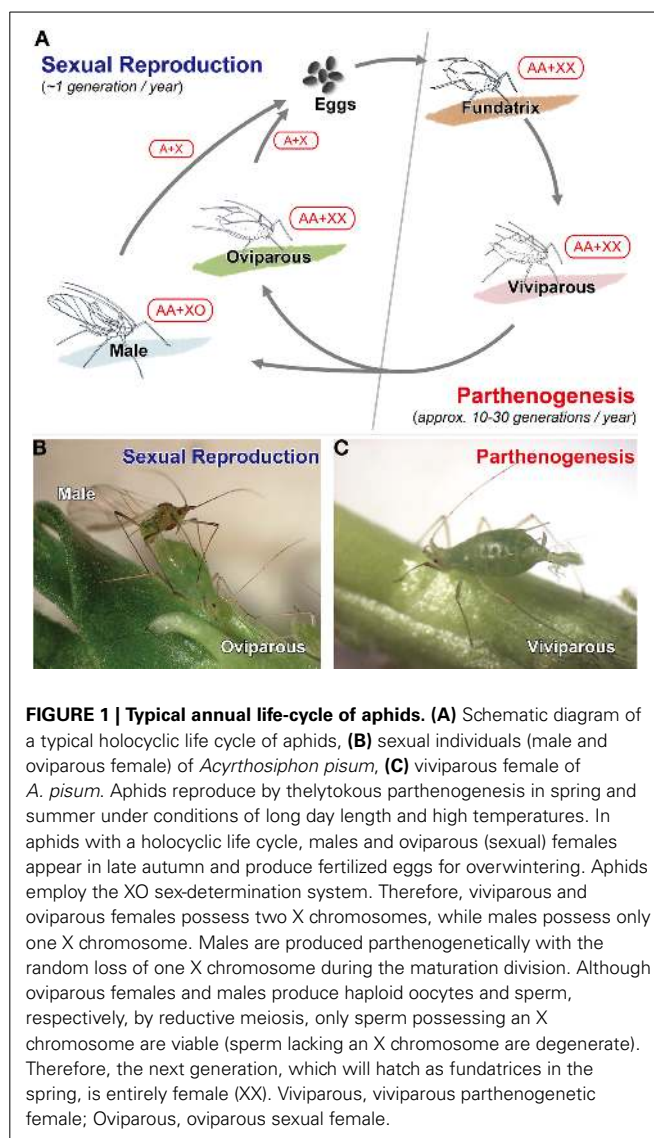 A
Sexual Reproduction
(~1 generation / year)
Eggs
AA+XX
Fundatrix
A+X
A+X
AA+XX
Oviparous
AA+XX
Viviparous
AA+XO
Male
Parthenogenesis
(approx. 10-30 generations / year)
B
Sexual Reproduction
Male
Oviparous
C
Parthenogenesis
Viviparous
FIGURE 1 | Typical annual life-cycle of aphids. (A) Schematic diagram of
a typical holocyclic life cycle of aphids, (B) sexual individuals (male and
oviparous female) of Acyrthosiphon pisum, (C) viviparous female of
A. pisum. Aphids reproduce by thelytokous parthenogenesis in spring and
summer under conditions of long day length and high temperatures. In
aphids with a holocyclic life cycle, males and oviparous (sexual) females
appear in late autumn and produce fertilized eggs for overwintering. Aphids
employ the XO sex-determination system. Therefore, viviparous and
oviparous females possess two X chromosomes, while males possess only
one X chromosome. Males are produced parthenogenetically with the
random loss of one X chromosome during the maturation division. Although
oviparous females and males produce haploid oocytes and sperm,
respectively, by reductive meiosis, only sperm possessing an X
chromosome are viable (sperm lacking an X chromosome are degenerate).
Therefore, the next generation, which will hatch as fundatrices in the
spring, is entirely female (XX). Viviparous, viviparous parthenogenetic
female; Oviparous, oviparous sexual female.